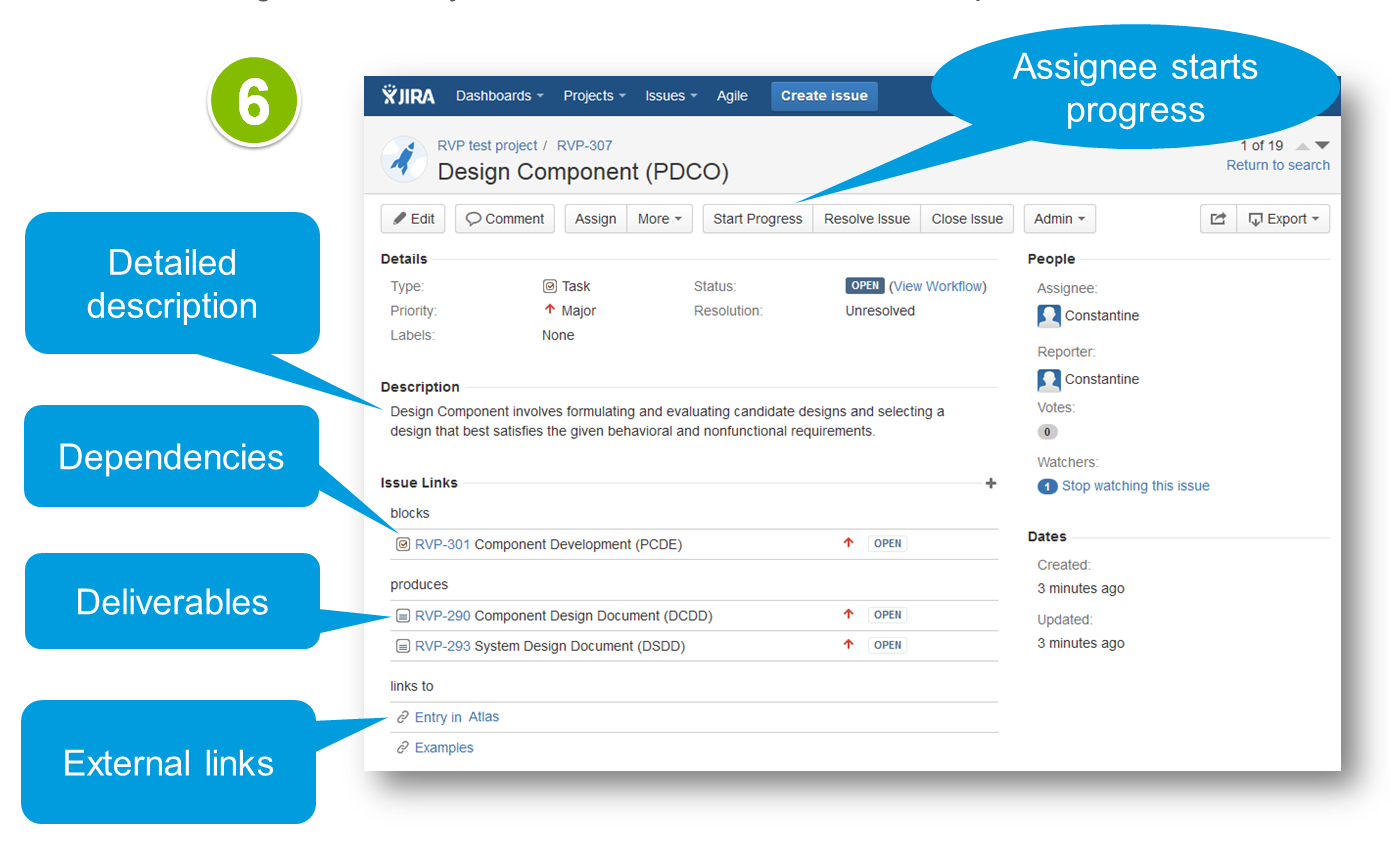 6
Assignee starts
progress
JIRA Dashboards Projects Issues Agile Create issue
RVP test project / RVP-307
Design Component (PDCO)
1 of 19
Return to search
Edit Comment Assign More Start Progress Resolve Issue Close Issue Admin Export
Detailed
description
Dependencies
Deliverables
External links
Details
Type: Task Status: OPEN (View Workflow)
Priority: Major Resolution: Unresolved
Labels: None
Description
Design Component involves formulating and evaluating candidate designs and selecting a
design that best satisfies the given behavioral and nonfunctional requirements.
Issue Links
blocks
RVP-301 Component Development (PCDE) OPEN
produces
RVP-290 Component Design Document (DCDD) OPEN
RVP-293 System Design Document (DSDD) OPEN
links to
Entry in Atlas
Examples
People
Assignee:
Constantine
Reporter:
Constantine
Votes:
0
Watchers:
1 Stop watching this issue
Dates
Created:
3 minutes ago
Updated:
3 minutes ago